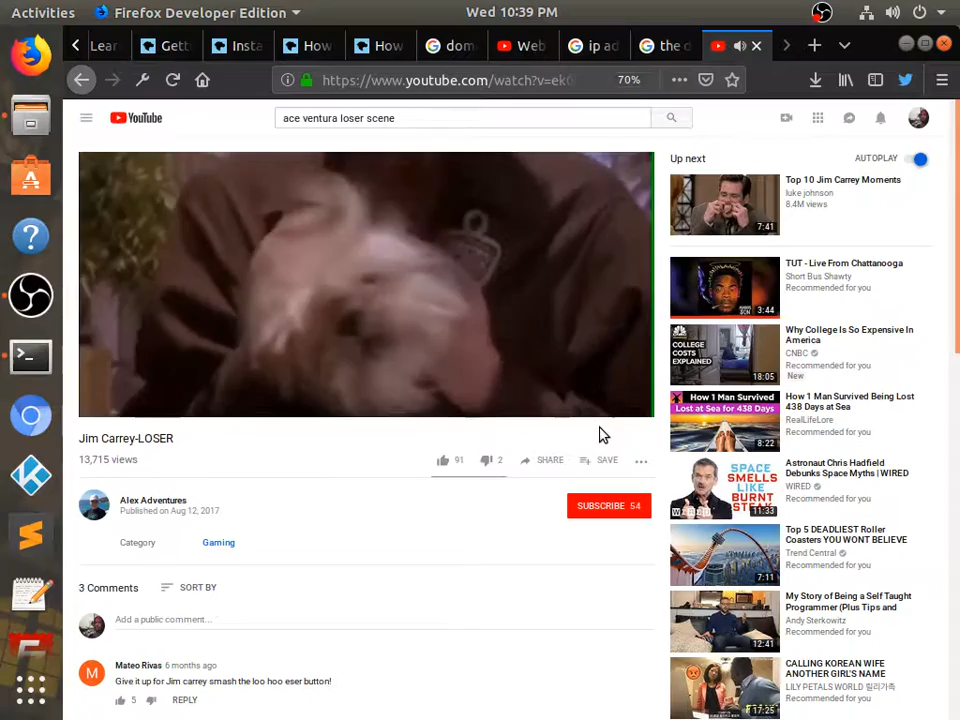 Activities
Firefox Developer Edition
Wed 10:39 PM
Lear
Gett
Insta
How
How
dom
Web
ip ad
the o
https://www.youtube.com/watch?v=ek
70%
YouTube
ace ventura loser scene
Up next
AUTOPLAY
Top 10 Jim Carrey Moments
luke johnson
8.4M views
7:41
TUT - Live From Chattanooga
Short Bus Shawty
Recommended for you
3:44
Why College Is So Expensive In
America
CNBC
Recommended for you
New
CNBC
COLLEGE
COSTS
EXPLAINED
18:05
How 1 Man Survived Being Lost
438 Days at Sea
RealLifeLore
Recommended for you
How 1 Man Survived
Lost at Sea for 438 Days
8:22
Astronaut Chris Hadfield
Debunks Space Myths | WIRED
WIRED
Recommended for you
SPACE
SMELLS
LIKE
BURNT
STEAK
11:33
Top 5 DEADLIEST Roller
Coasters YOU WONT BELIEVE
Trend Central
Recommended for you
7:11
My Story of Being a Self Taught
Programmer (Plus Tips and
Andy Sterkowitz
Recommended for you
12:41
CALLING KOREAN WIFE
ANOTHER GIRL'S NAME
LILY PETALS WORLD 릴리가족
Recommended for you
17:25
Jim Carrey-LOSER
13,715 views
91
2
SHARE
SAVE
Alex Adventures
Published on Aug 12, 2017
SUBSCRIBE 54
Category
Gaming
3 Comments
SORT BY
Add a public comment...
M
Mateo Rivas 6 months ago
Give it up for Jim carrey smash the loo hoo eser button!
5
REPLY